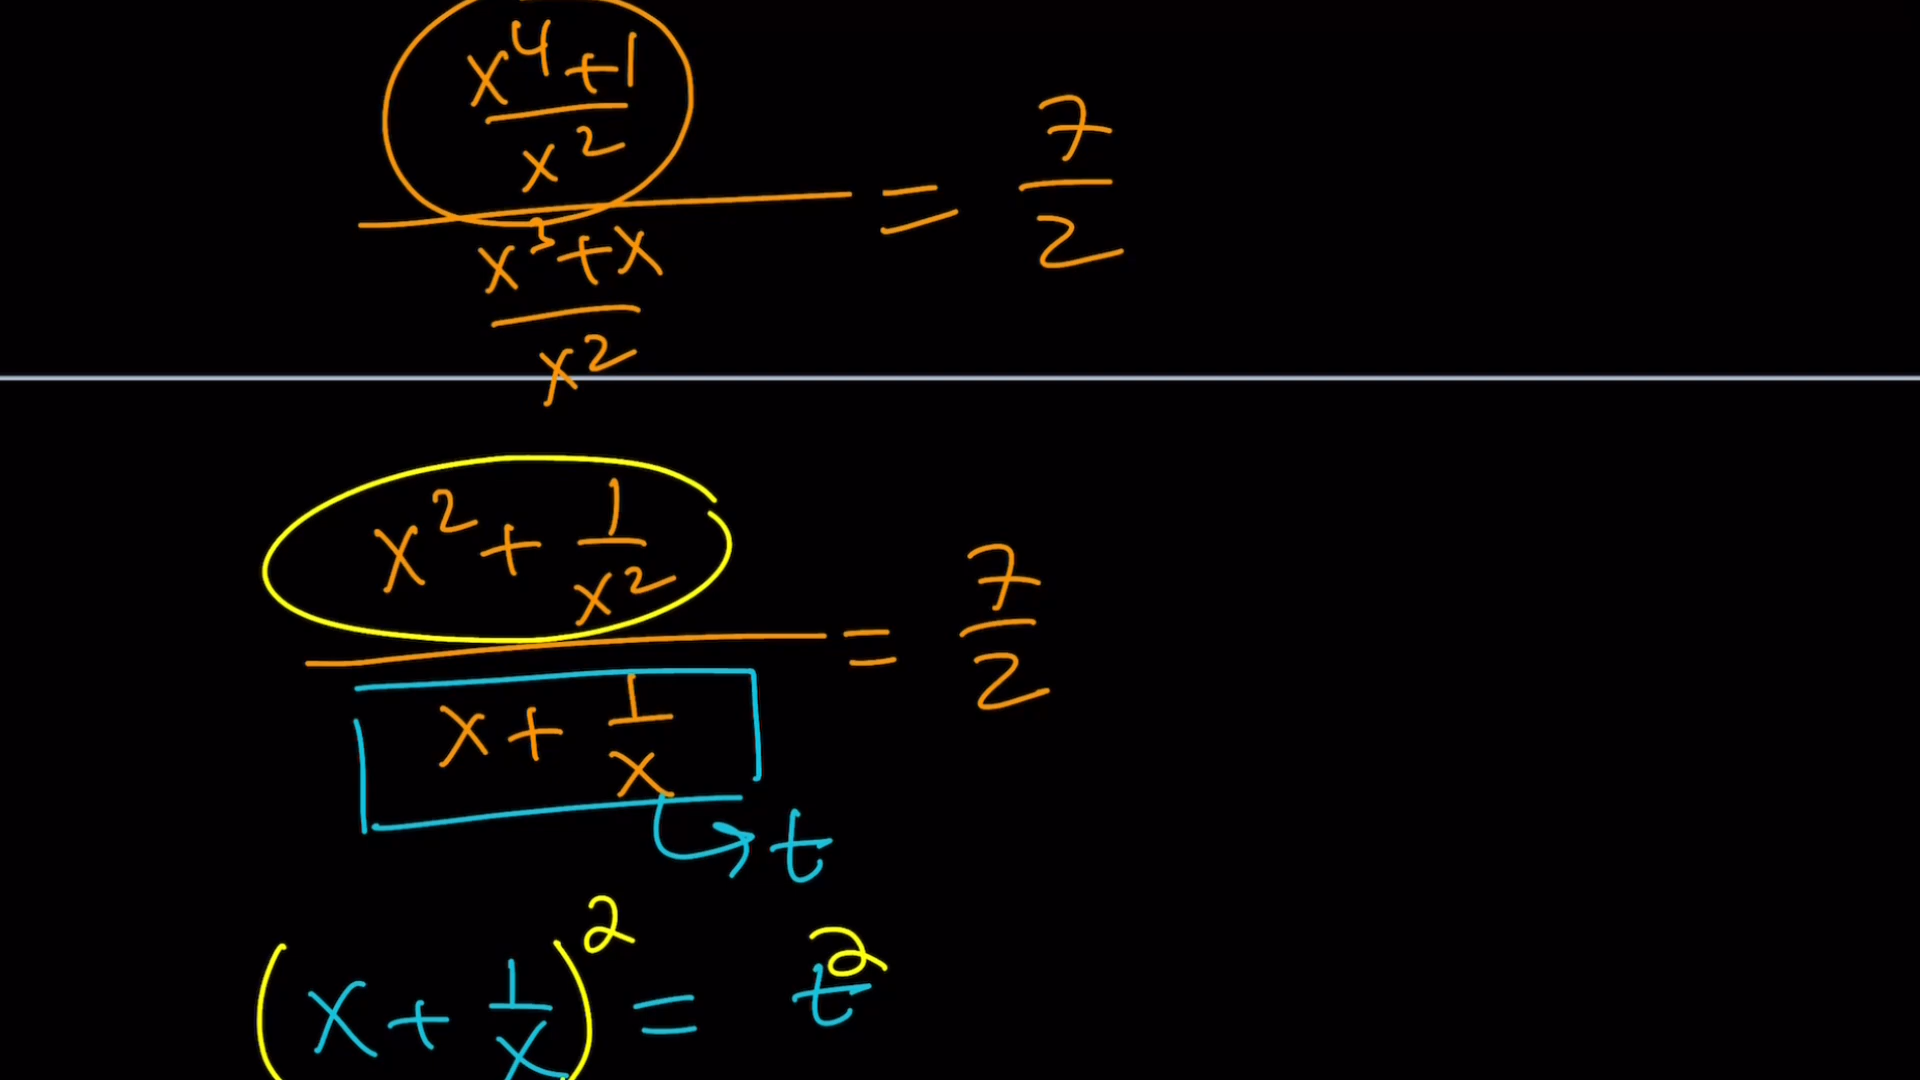 (x⁴+1)/x² / (x³+x)/x² = 7/2
(x² + 1/x²) / (x + 1/x) = 7/2
t
(x + 1/x)² = t²